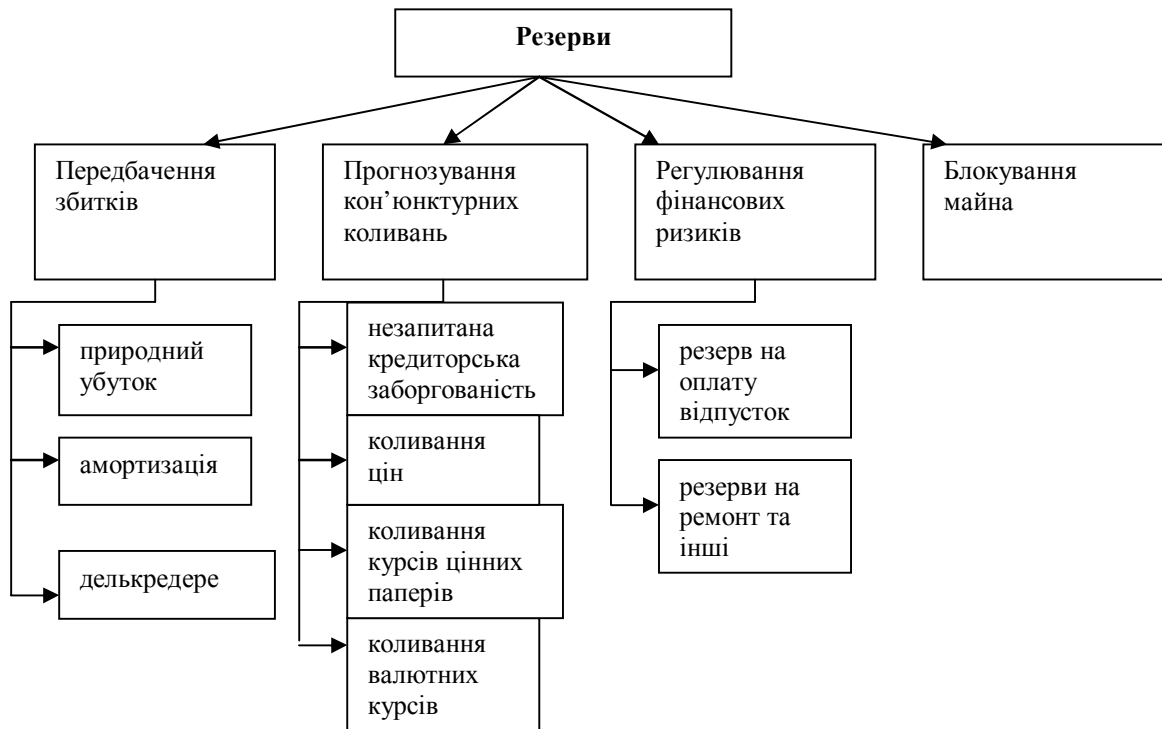 Резерви
Передбачення
збитків
Прогнозування
кон’юнктурних
коливань
Регулювання
фінансових
ризиків
Блокування
майна
природний
убуток
амортизація
делькредере
незапитана
кредиторська
заборгованість
коливання
цін
коливання
курсів цінних
паперів
коливання
валютних
курсів
резерв на
оплату
відпусток
резерви на
ремонт та
інші